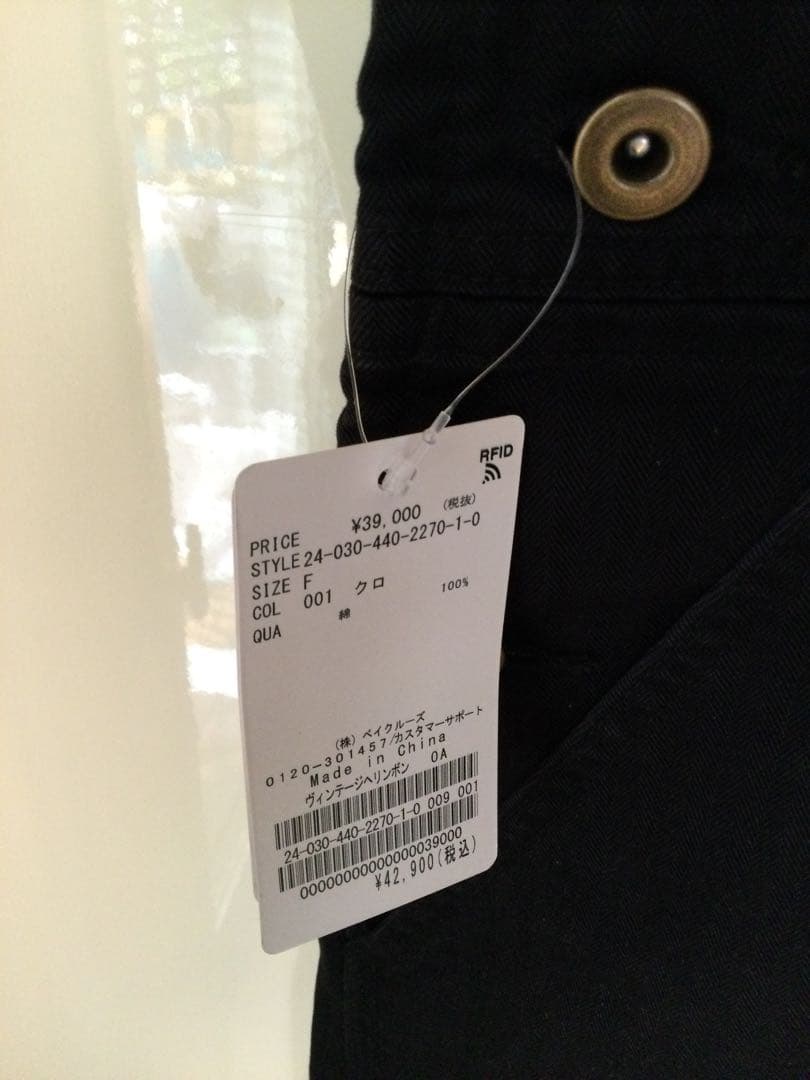 RFID
PRICE ¥39,000 (税抜)
STYLE 24-030-440-2270-1-0
SIZE F
COL 001 クロ
QUA 綿 100%
(株) ベイクルーズ
0120-301457/カスタマーサポート
Made in China
ヴィンテージヘリンボン 0A
24-030-440-2270-1-0 009 001
00000000000000039000
¥42,900(税込)